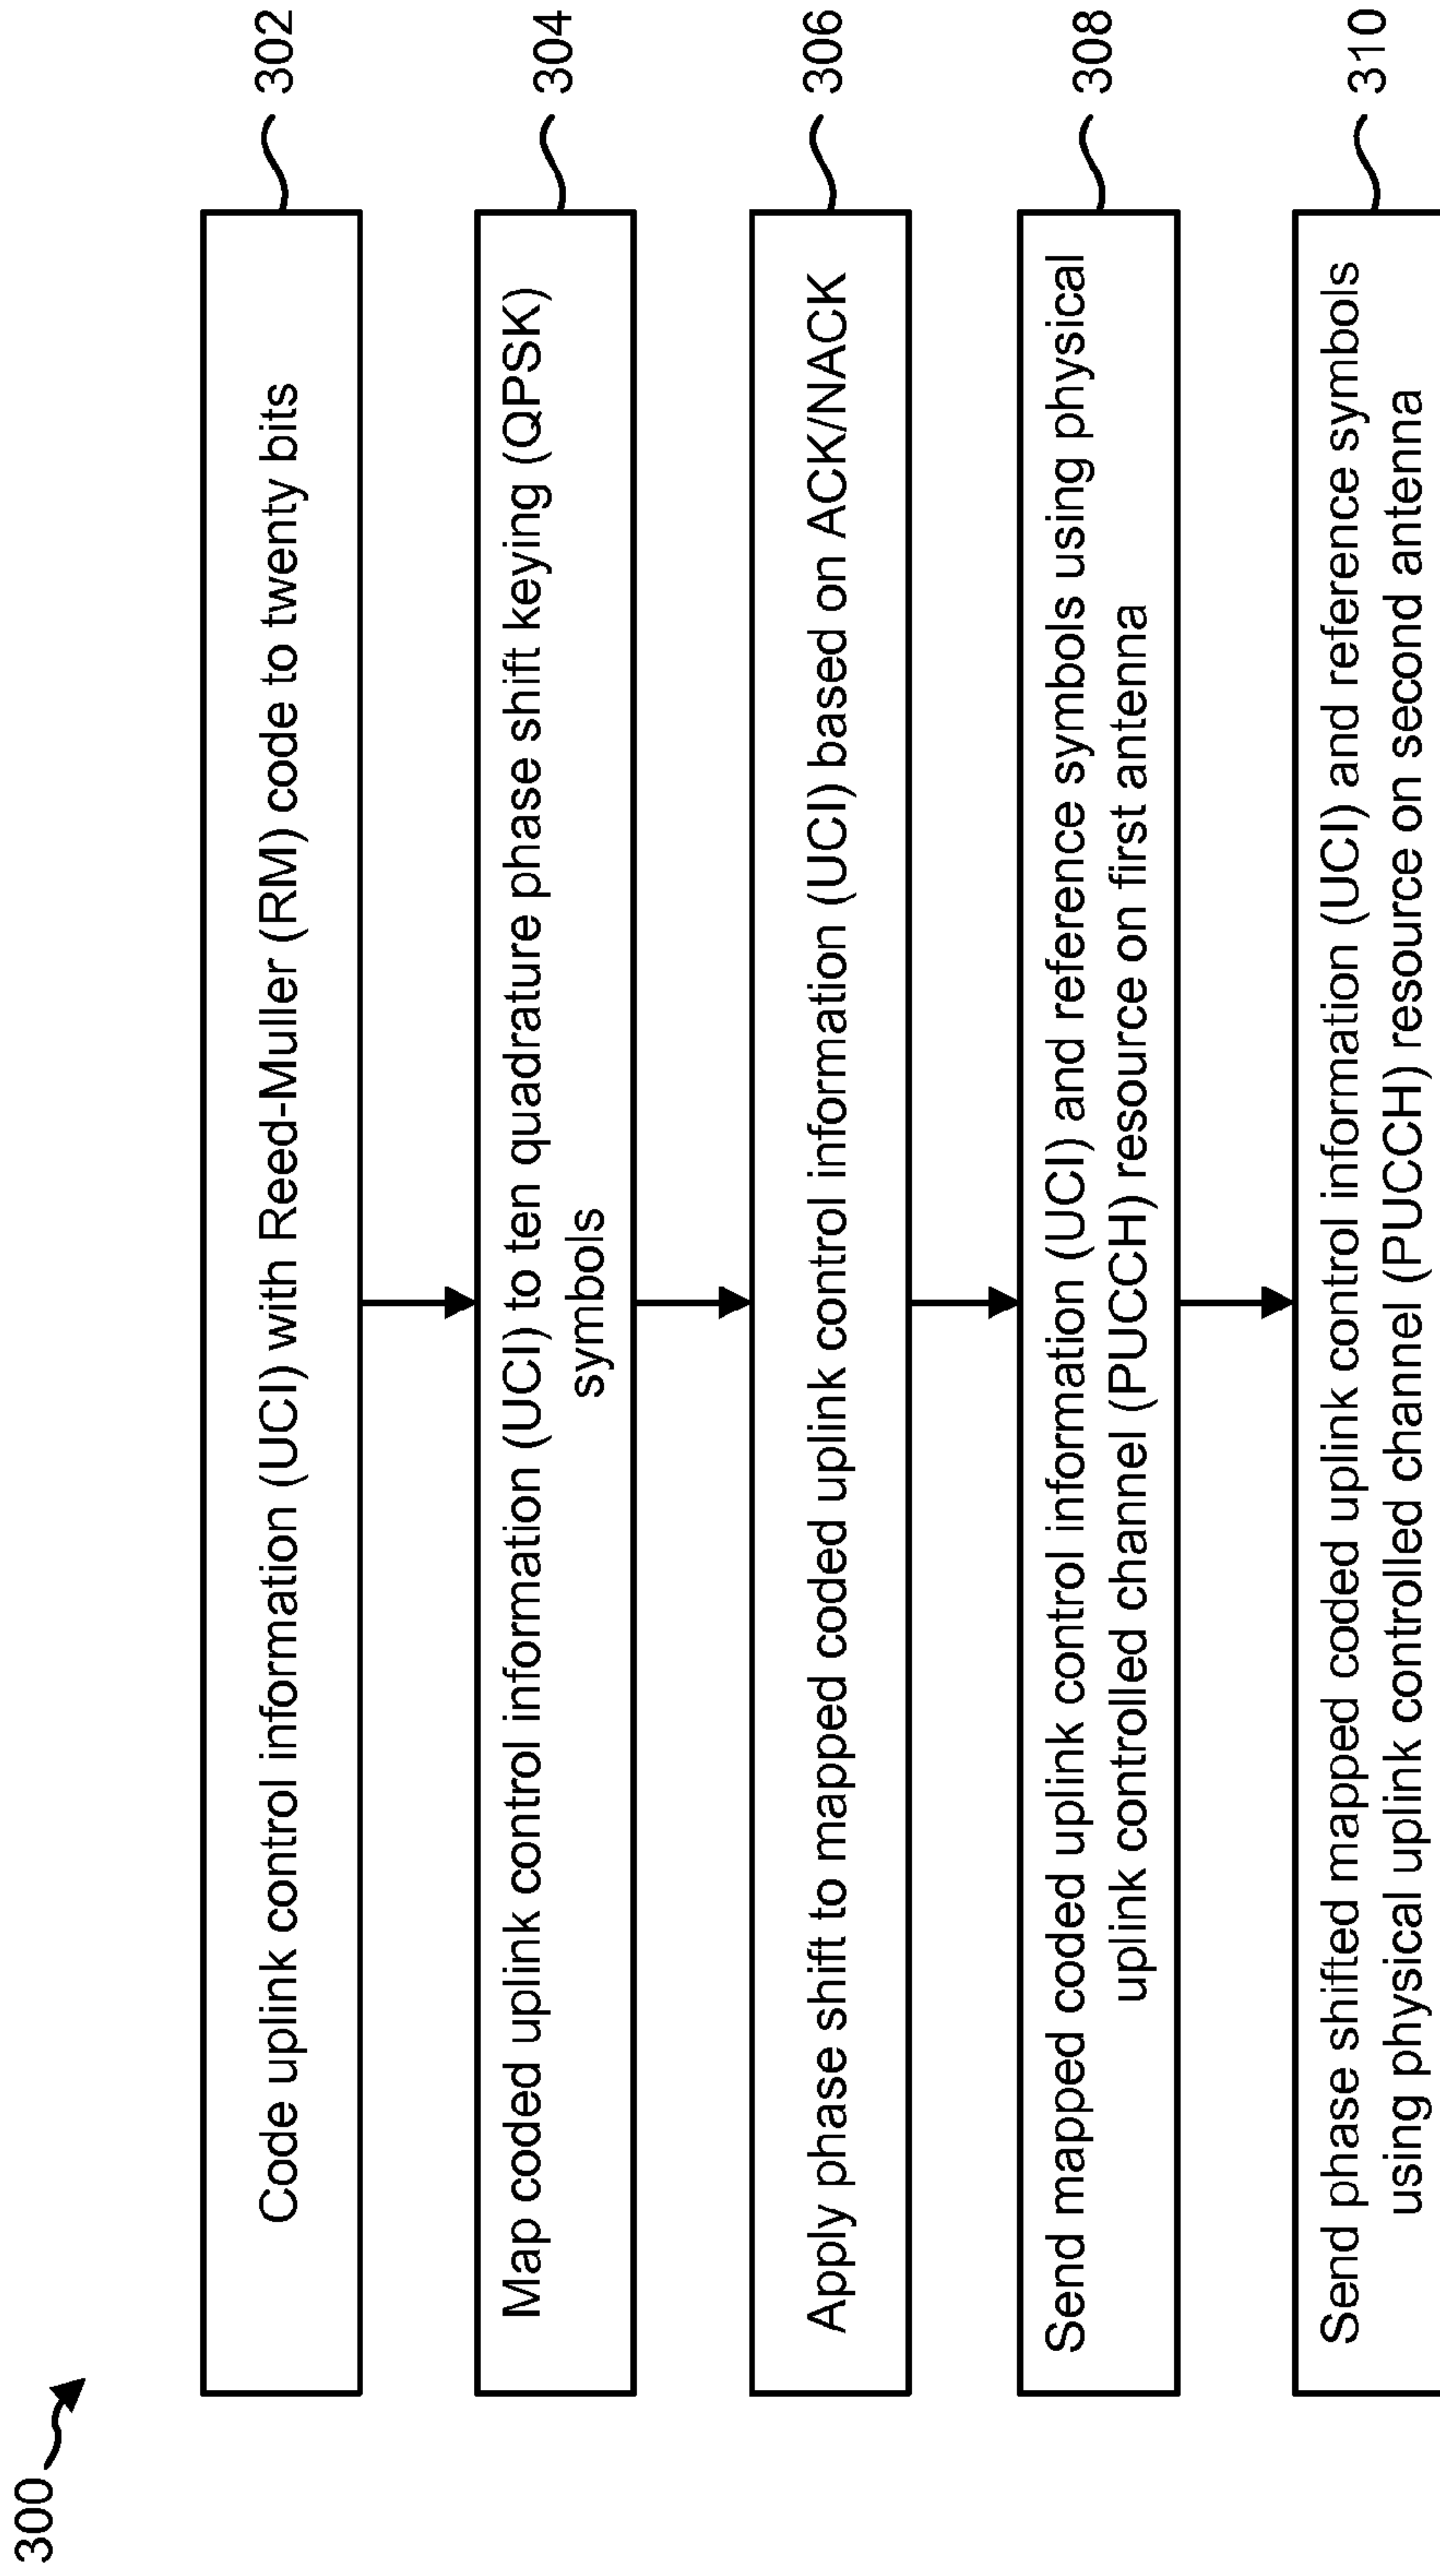 300
Code uplink control information (UCI) with Reed-Muller (RM) code to twenty bits
302
Map coded uplink control information (UCI) to ten quadrature phase shift keying (QPSK)
symbols
304
Apply phase shift to mapped coded uplink control information (UCI) based on ACK/NACK
306
Send mapped coded uplink control information (UCI) and reference symbols using physical
uplink controlled channel (PUCCH) resource on first antenna
308
Send phase shifted mapped coded uplink control information (UCI) and reference symbols
using physical uplink controlled channel (PUCCH) resource on second antenna
310